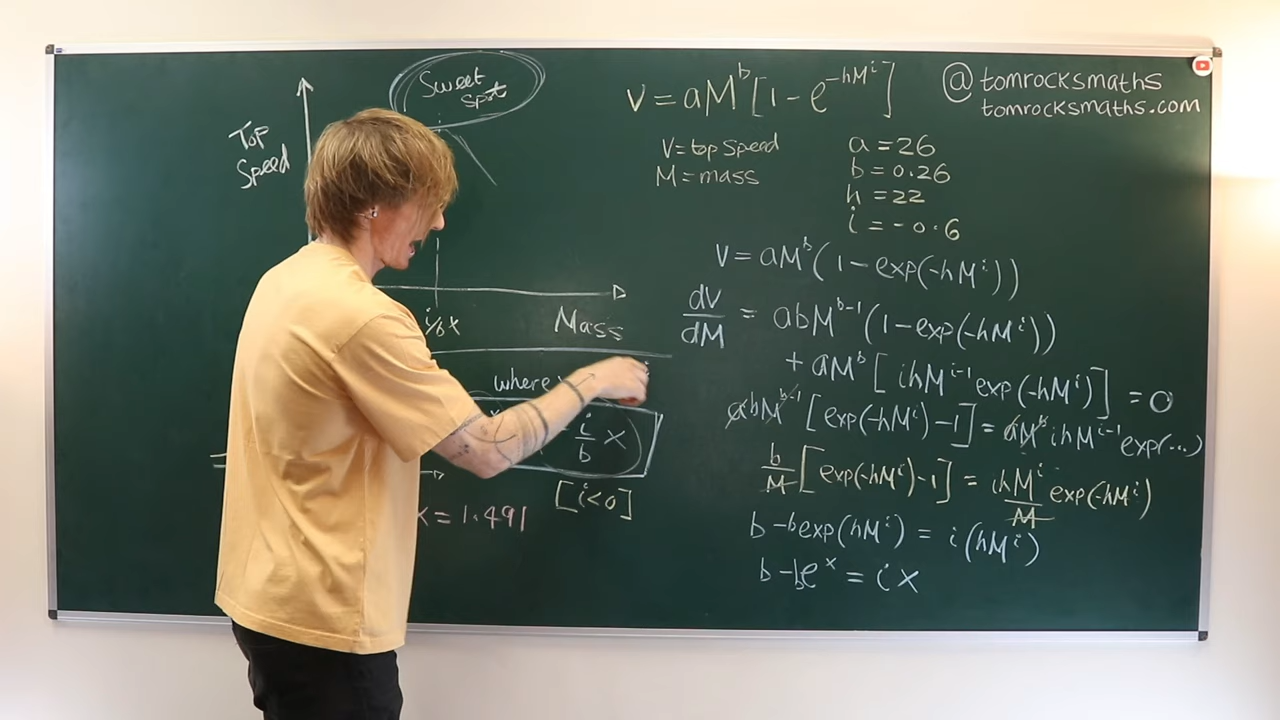 Sweet
spot
Top
Speed
Mass
where
i/b x
[i<0]
x = 1.491
V = aM^b [1 - e^{-hM^i}]
V = top speed
M = mass
a = 26
b = 0.26
h = 22
i = -0.6
@tomrocksmaths
tomrocksmaths.com
V = aM^b (1 - exp(-hM^i))
dV/dM = abM^{b-1} (1 - exp(-hM^i))
+ aM^b [ihM^{i-1} exp(-hM^i)] = 0
abM^{b-1} [exp(-hM^i) - 1] = aM^b ihM^{i-1} exp(...)
b/M [exp(-hM^i) - 1] = ihM^i/M exp(-hM^i)
b - b exp(hM^i) = i(hM^i)
b - be^x = ix